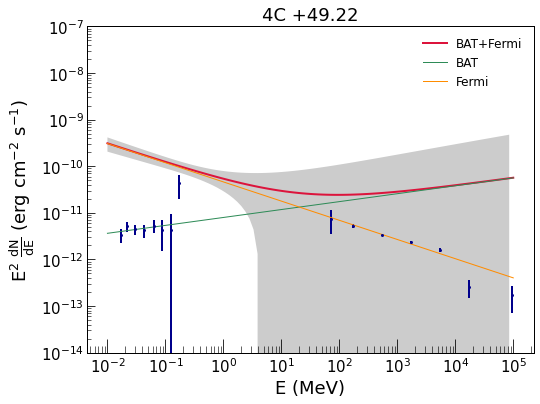 4C +49.22
BAT+Fermi
BAT
Fermi
10⁻⁷
10⁻⁸
10⁻⁹
10⁻¹⁰
10⁻¹¹
10⁻¹²
10⁻¹³
10⁻¹⁴
E² dN/dE (erg cm⁻² s⁻¹)
10⁻² 10⁻¹ 10⁰ 10¹ 10² 10³ 10⁴ 10⁵
E (MeV)